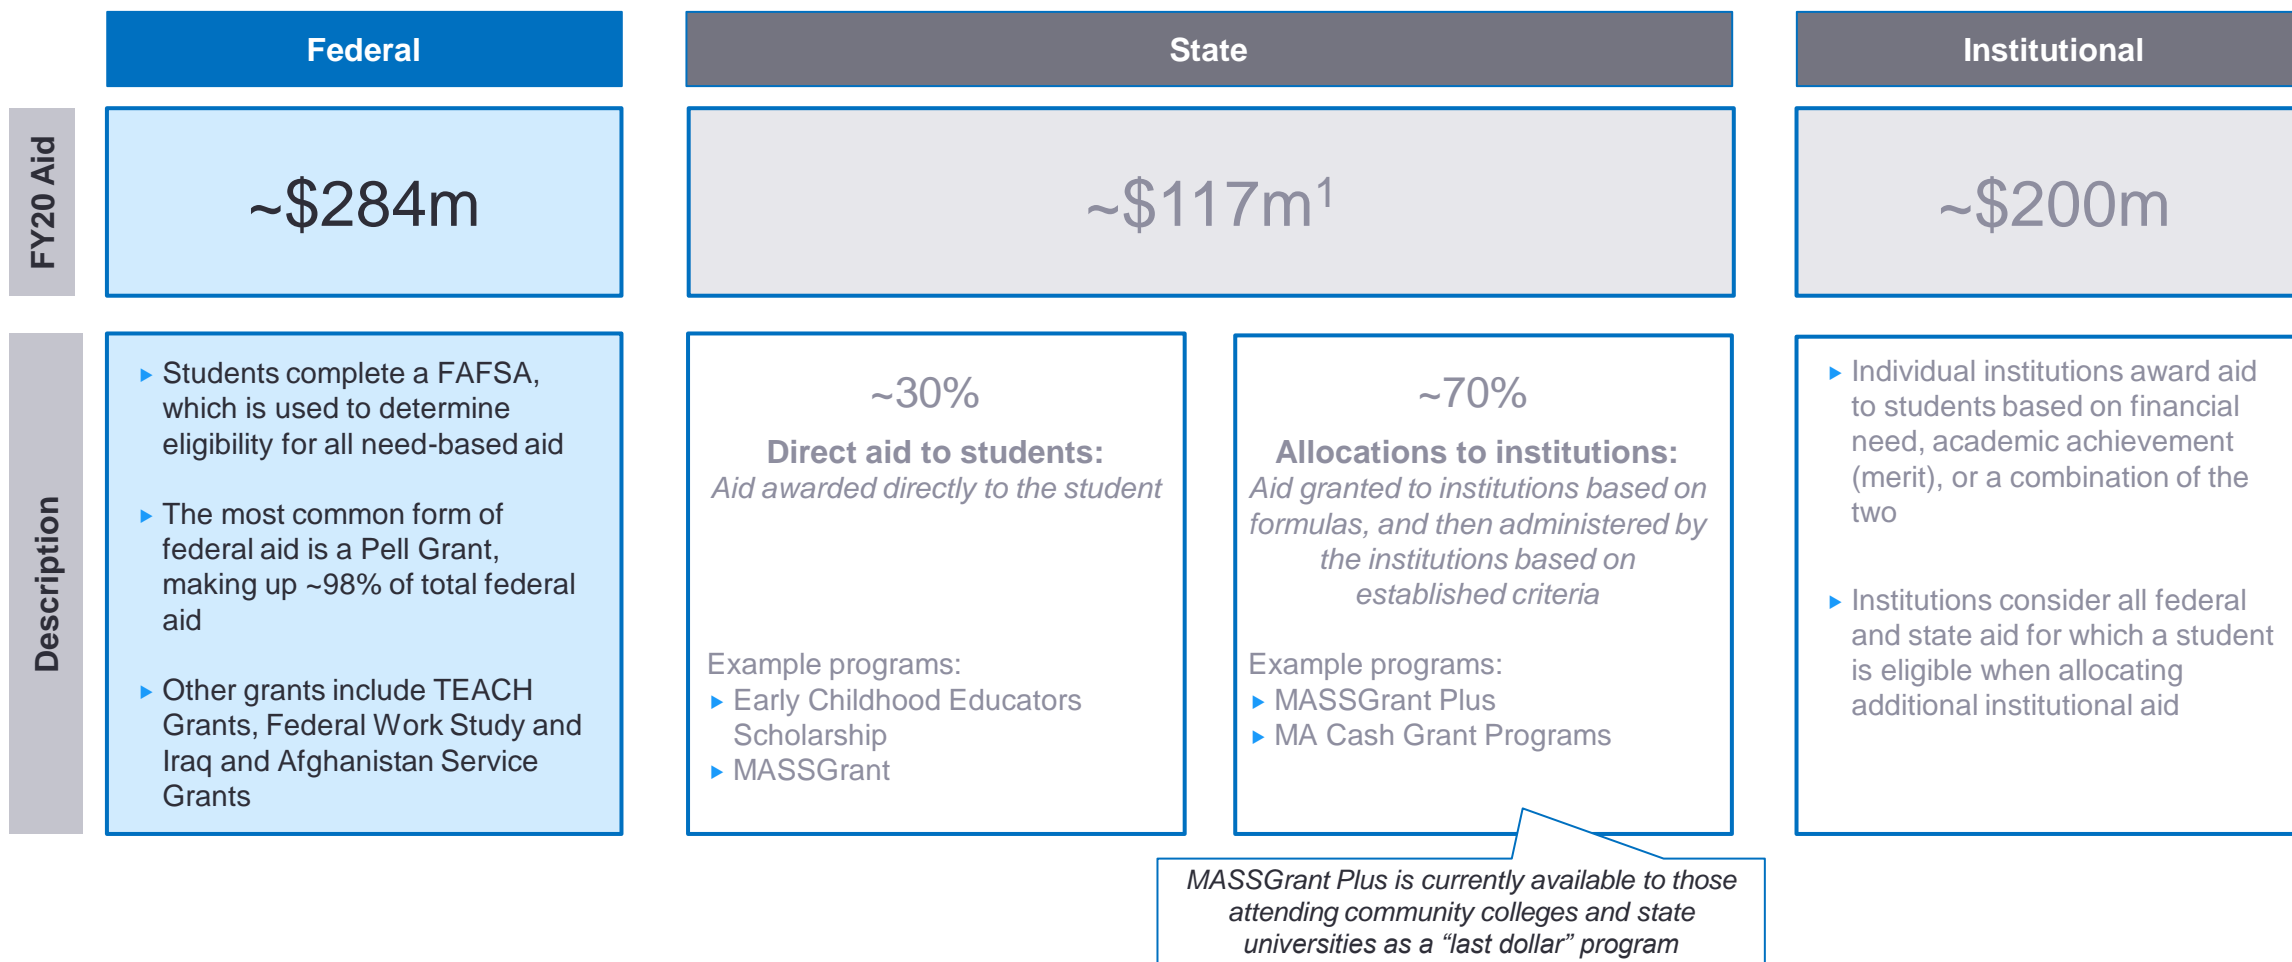 Federal
State
Institutional
FY20 Aid
~$284m
~$117m¹
~$200m
Description
▶ Students complete a FAFSA,
which is used to determine
eligibility for all need-based aid
▶ The most common form of
federal aid is a Pell Grant,
making up ~98% of total federal
aid
▶ Other grants include TEACH
Grants, Federal Work Study and
Iraq and Afghanistan Service
Grants
~30%
Direct aid to students:
Aid awarded directly to the student
Example programs:
▶ Early Childhood Educators
Scholarship
▶ MASSGrant
~70%
Allocations to institutions:
Aid granted to institutions based on
formulas, and then administered by
the institutions based on
established criteria
Example programs:
▶ MASSGrant Plus
▶ MA Cash Grant Programs
▶ Individual institutions award aid
to students based on financial
need, academic achievement
(merit), or a combination of the
two
▶ Institutions consider all federal
and state aid for which a student
is eligible when allocating
additional institutional aid
MASSGrant Plus is currently available to those
attending community colleges and state
universities as a “last dollar” program